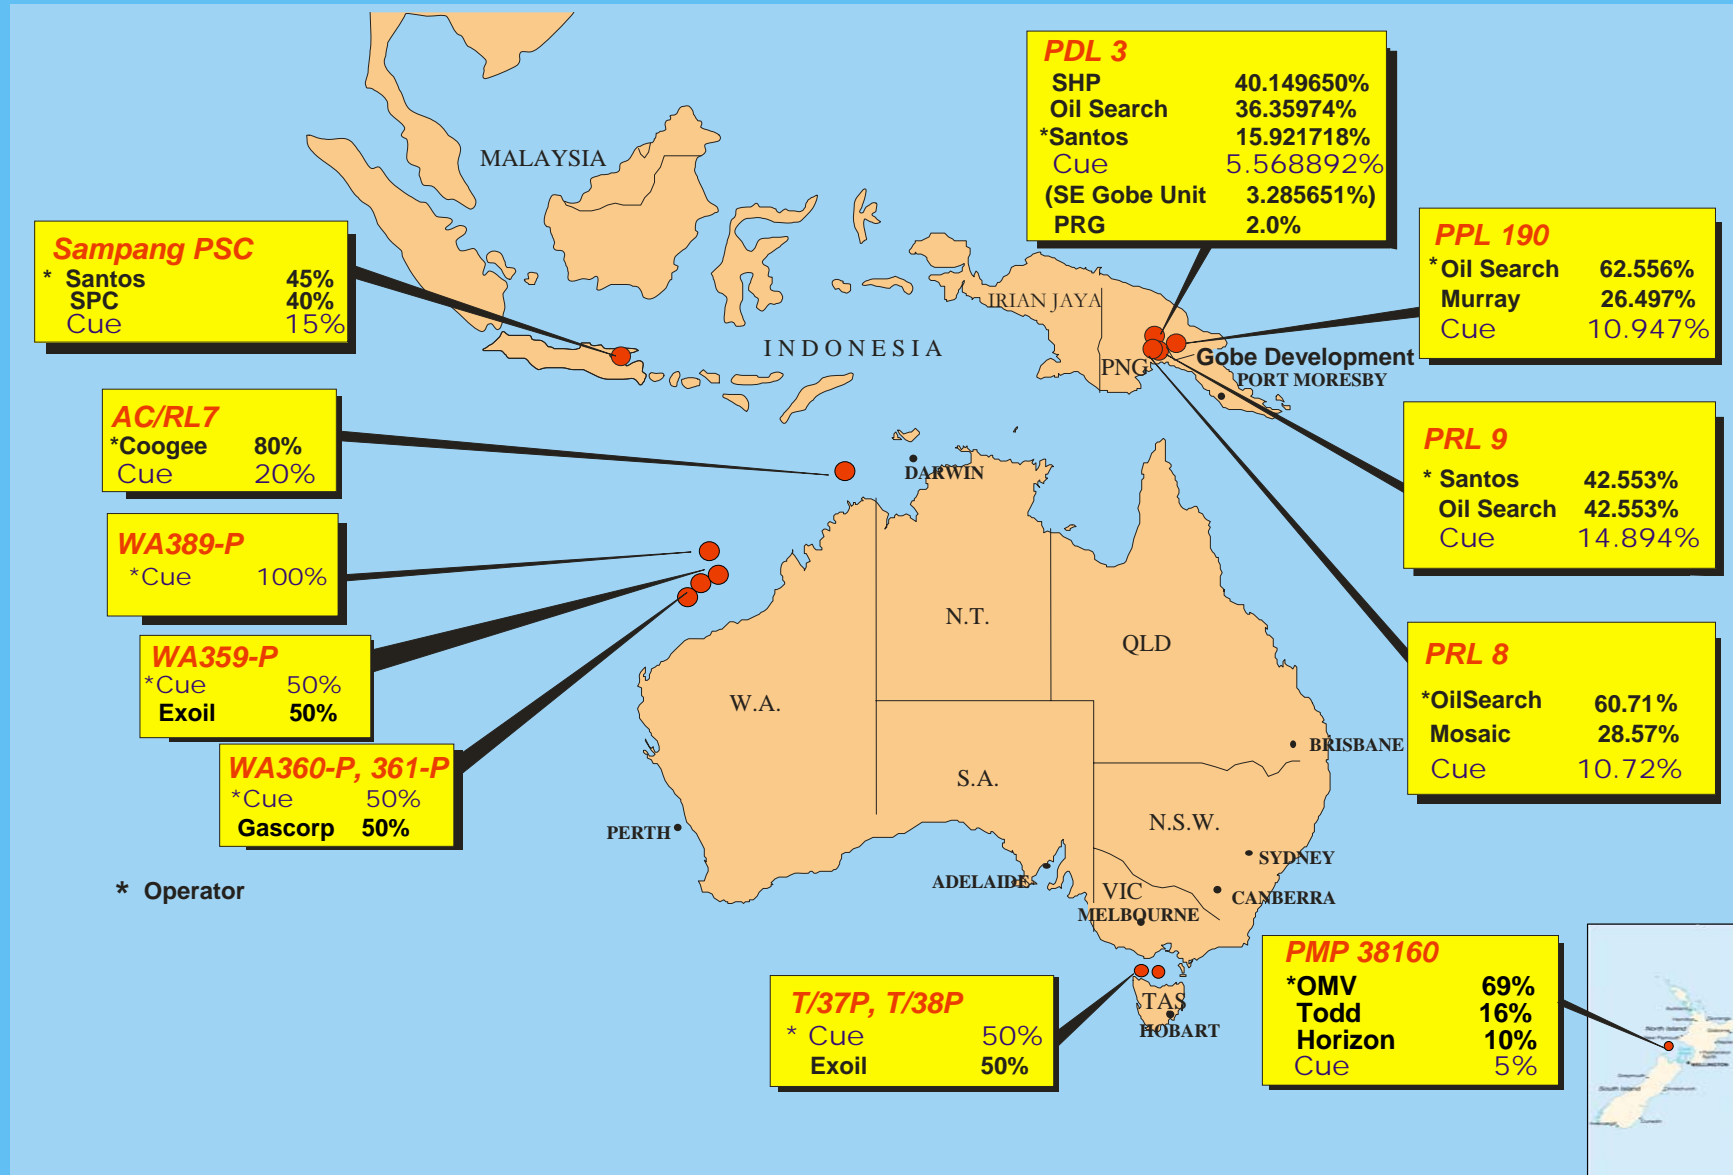 MALAYSIA
INDONESIA
IRIAN JAYA
PNG
Gobe Development
PORT MORESBY
DARWIN
N.T.
QLD
W.A.
S.A.
N.S.W.
VIC
TAS
BRISBANE
SYDNEY
CANBERRA
MELBOURNE
ADELAIDE
PERTH
HOBART
PDL 3
SHP 40.149650%
Oil Search 36.35974%
*Santos 15.921718%
Cue 5.568892%
(SE Gobe Unit 3.285651%)
PRG 2.0%
PPL 190
*Oil Search 62.556%
Murray 26.497%
Cue 10.947%
PRL 9
* Santos 42.553%
Oil Search 42.553%
Cue 14.894%
PRL 8
*OilSearch 60.71%
Mosaic 28.57%
Cue 10.72%
Sampang PSC
* Santos 45%
SPC 40%
Cue 15%
AC/RL7
*Coogee 80%
Cue 20%
WA389-P
*Cue 100%
WA359-P
*Cue 50%
Exoil 50%
WA360-P, 361-P
*Cue 50%
Gascorp 50%
* Operator
T/37P, T/38P
* Cue 50%
Exoil 50%
PMP 38160
*OMV 69%
Todd 16%
Horizon 10%
Cue 5%
North Island
WELLINGTON
South Island